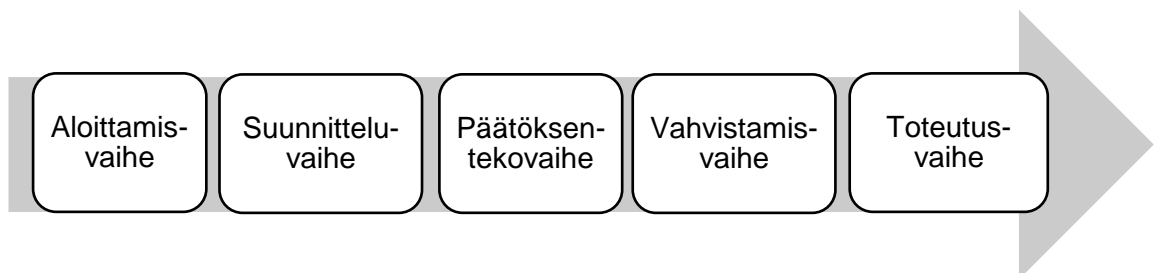 Aloittamis-
vaihe
Suunnittelu-
vaihe
Päätöksen-
tekovaihe
Vahvistamis-
vaihe
Toteutus-
vaihe